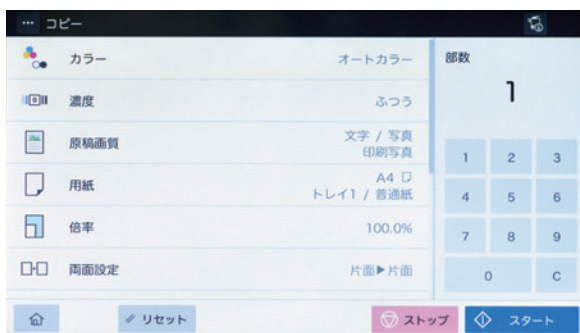 ... コピー
カラー
オートカラー
濃度
ふつう
原稿画質
文字 / 写真
印刷写真
用紙
A4
トレイ1 / 普通紙
倍率
100.0%
両面設定
片面▶片面
リセット
部数
1
1 2 3
4 5 6
7 8 9
0 C
ストップ
スタート